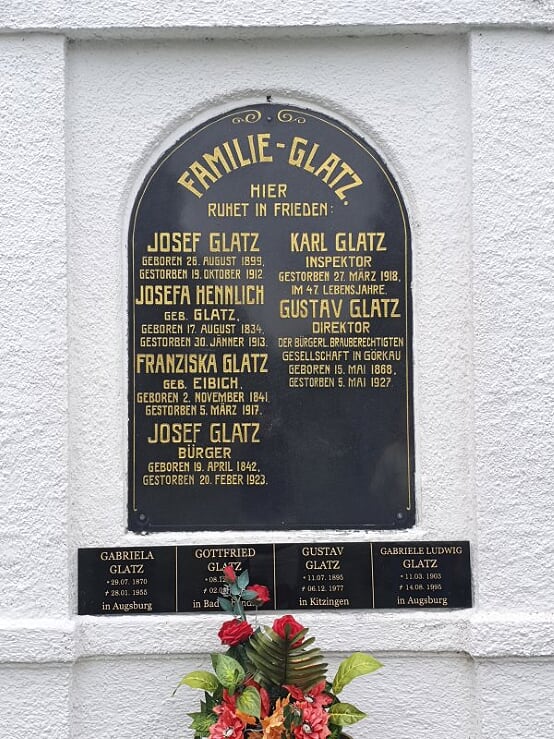 FAMILIE-GLATZ.
HIER
RUHET IN FRIEDEN:
JOSEF GLATZ
GEBOREN 26. AUGUST 1899,
GESTORBEN 19. OKTOBER 1912
JOSEFA HENNLICH
GEB. GLATZ,
GEBOREN 17. AUGUST 1834,
GESTORBEN 30. JÄNNER 1913.
FRANZISKA GLATZ
GEB. EIBICH,
GEBOREN 2. NOVEMBER 1841,
GESTORBEN 5. MÄRZ 1917.
JOSEF GLATZ
BÜRGER
GEBOREN 19. APRIL 1842,
GESTORBEN 20. FEBER 1923.
KARL GLATZ
INSPEKTOR
GESTORBEN 27. MÄRZ 1918,
IM 47. LEBENSJAHRE.
GUSTAV GLATZ
DIREKTOR
DER BÜRGERL. BRAUBERECHTIGTEN
GESELLSCHAFT IN GÖRKAU
GEBOREN 15. MAI 1868,
GESTORBEN 5. MAI 1927.
GABRIELA
GLATZ
*29.07. 1870
† 28.01. 1955
in Augsburg
GOTTFRIED
GLATZ
in Bad
GUSTAV
GLATZ
*11.07. 1895
† 06.12. 1977
in Kitzingen
GABRIELE LUDWIG
GLATZ
*11.03. 1903
† 14.08. 1995
in Augsburg